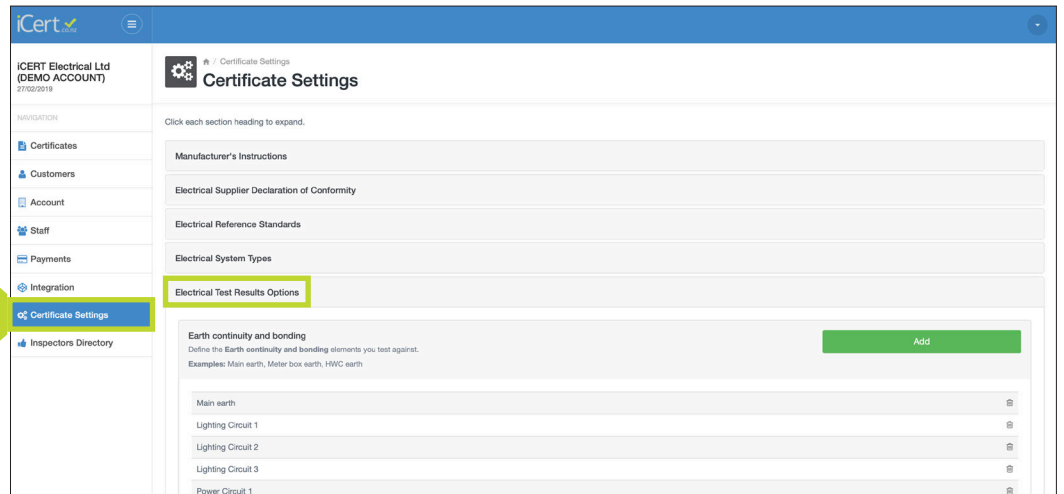 iCert
iCERT Electrical Ltd
(DEMO ACCOUNT)
27/02/2019
NAVIGATION
Certificates
Customers
Account
Staff
Payments
Integration
Certificate Settings
Inspectors Directory
/ Certificate Settings
Certificate Settings
Click each section heading to expand.
Manufacturer's Instructions
Electrical Supplier Declaration of Conformity
Electrical Reference Standards
Electrical System Types
Electrical Test Results Options
Earth continuity and bonding
Define the Earth continuity and bonding elements you test against.
Examples: Main earth, Meter box earth, HWC earth
Add
Main earth
Lighting Circuit 1
Lighting Circuit 2
Lighting Circuit 3
Power Circuit 1